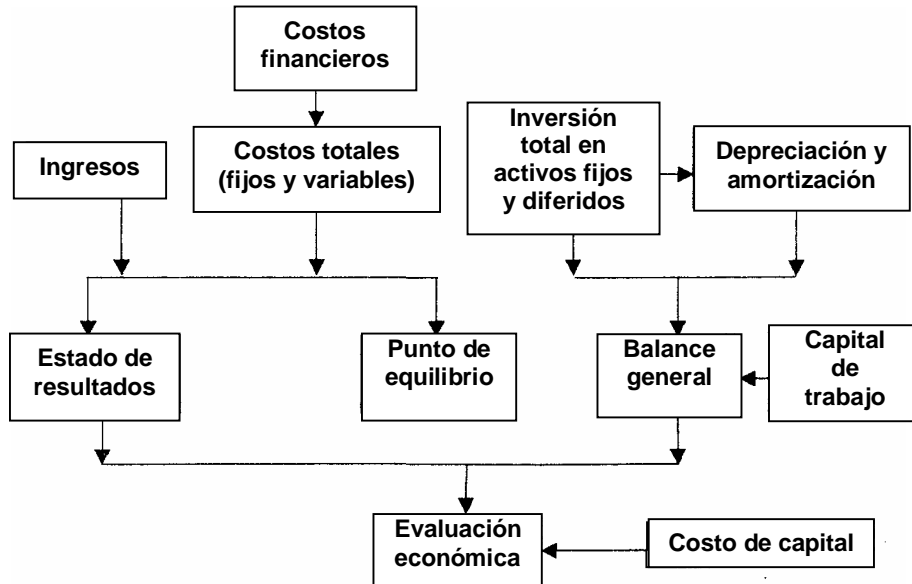 Costos
financieros
Ingresos
Costos totales
(fijos y variables)
Inversión
total en
activos fijos
y diferidos
Depreciación y
amortización
Estado de
resultados
Punto de
equilibrio
Balance
general
Capital
de
trabajo
Evaluación
económica
Costo de capital